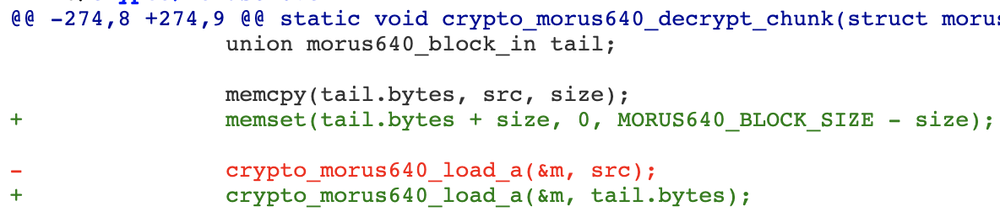 @@ -274,8 +274,9 @@ static void crypto_morus640_decrypt_chunk(struct
union morus640_block_in tail;
memcpy(tail.bytes, src, size);
+ memset(tail.bytes + size, 0, MORUS640_BLOCK_SIZE - size);
- crypto_morus640_load_a(&m, src);
+ crypto_morus640_load_a(&m, tail.bytes);